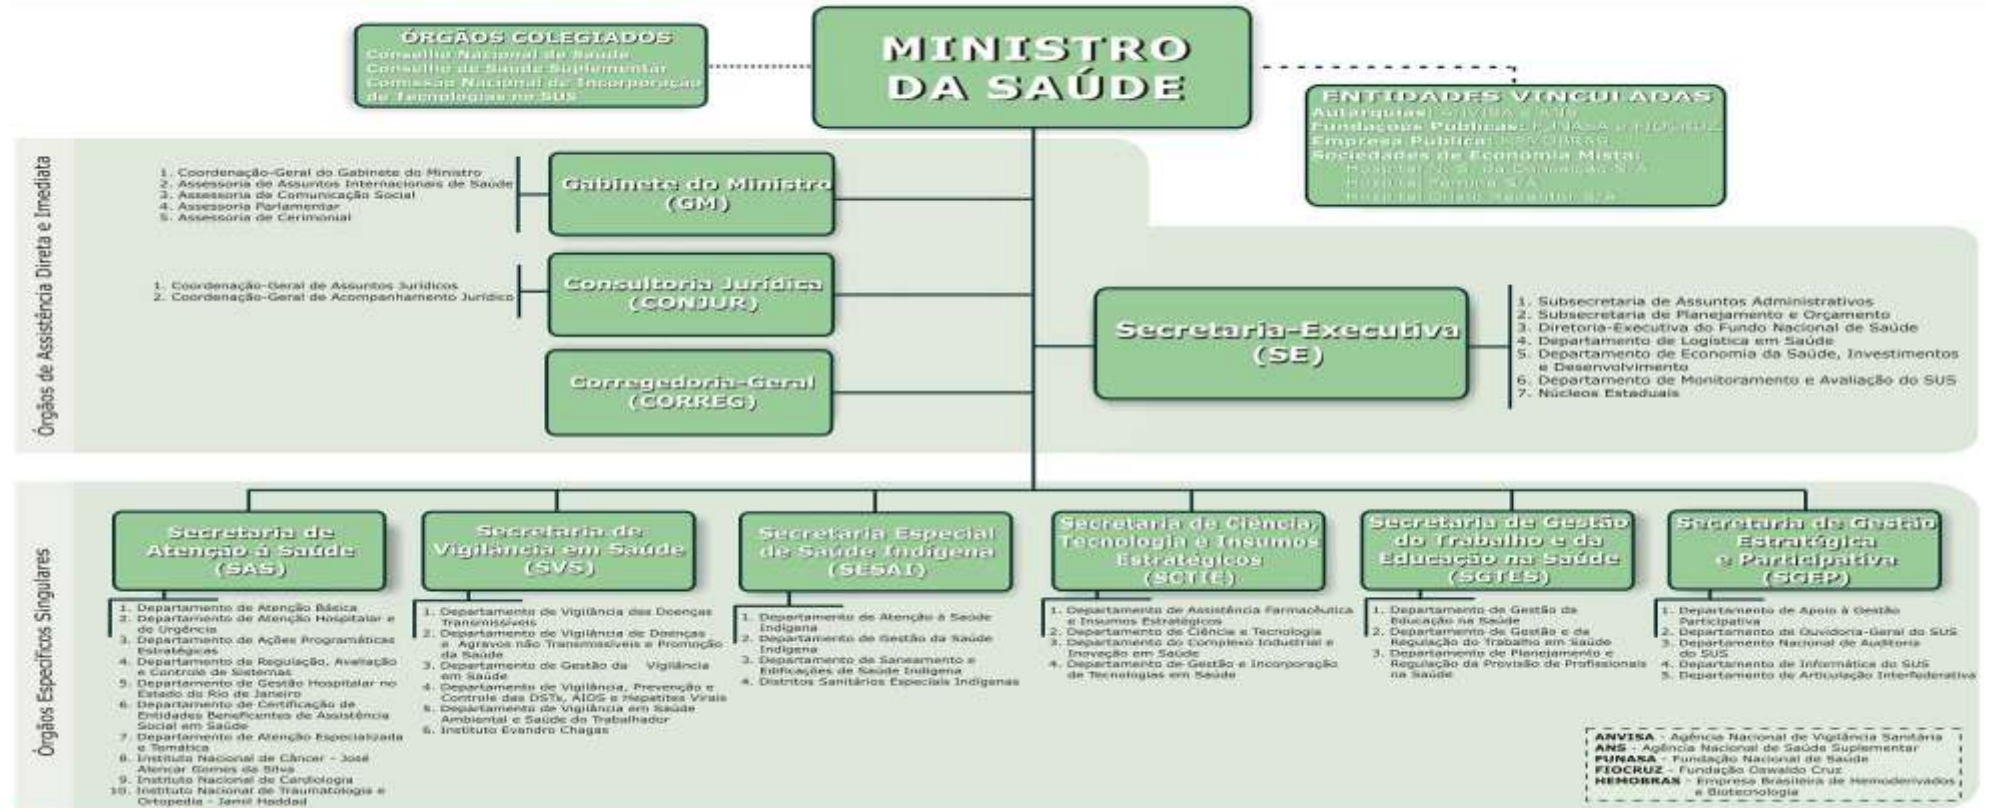 ÓRGÃOS COLEGIADOS
Conselho Nacional de Saúde
Conselho de Saúde Suplementar
Comissão Nacional de Incorporação
de Tecnologias no SUS
MINISTRO
DA SAÚDE
ENTIDADES VINCULADAS
Autarquias: ANVISA e ANS
Fundações Públicas: FUNASA e FIOCRUZ
Empresa Pública: HEMOBRAS
Sociedades de Economia Mista:
Hospital N. S. da Conceição S/A
Hospital Fêmina S/A
Hospital Cristo Redentor S/A
Órgãos de Assistência Direta e Imediata
1. Coordenação-Geral do Gabinete do Ministro
2. Assessoria de Assuntos Internacionais de Saúde
3. Assessoria de Comunicação Social
4. Assessoria Parlamentar
5. Assessoria de Cerimonial
Gabinete do Ministro
(GM)
1. Coordenação-Geral de Assuntos Jurídicos
2. Coordenação-Geral de Acompanhamento Jurídico
Consultoria Jurídica
(CONJUR)
Corregedoria-Geral
(CORREG)
Secretaria-Executiva
(SE)
1. Subsecretaria de Assuntos Administrativos
2. Subsecretaria de Planejamento e Orçamento
3. Diretoria-Executiva do Fundo Nacional de Saúde
4. Departamento de Logística em Saúde
5. Departamento de Economia da Saúde, Investimentos
e Desenvolvimento
6. Departamento de Monitoramento e Avaliação do SUS
7. Núcleos Estaduais
Órgãos Específicos Singulares
Secretaria de
Atenção à Saúde
(SAS)
1. Departamento de Atenção Básica
2. Departamento de Atenção Hospitalar e
de Urgência
3. Departamento de Ações Programáticas
Estratégicas
4. Departamento de Regulação, Avaliação
e Controle de Sistemas
5. Departamento de Gestão Hospitalar no
Estado do Rio de Janeiro
6. Departamento de Certificação de
Entidades Beneficentes de Assistência
Social em Saúde
7. Departamento de Atenção Especializada
e Temática
8. Instituto Nacional de Câncer - José
Alencar Gomes da Silva
9. Instituto Nacional de Cardiologia
10. Instituto Nacional de Traumatologia e
Ortopedia - Jamil Haddad
Secretaria de
Vigilância em Saúde
(SVS)
1. Departamento de Vigilância das Doenças
Transmissíveis
2. Departamento de Vigilância de Doenças
e Agravos não Transmissíveis e Promoção
da Saúde
3. Departamento de Gestão da Vigilância
em Saúde
4. Departamento de Vigilância, Prevenção e
Controle das DSTs, AIDS e Hepatites Virais
5. Departamento de Vigilância em Saúde
Ambiental e Saúde do Trabalhador
6. Instituto Evandro Chagas
Secretaria Especial
de Saúde Indígena
(SESAI)
1. Departamento de Atenção à Saúde
Indígena
2. Departamento de Gestão da Saúde
Indígena
3. Departamento de Saneamento e
Edificações de Saúde Indígena
4. Distritos Sanitários Especiais Indígenas
Secretaria de Ciência,
Tecnologia e Insumos
Estratégicos
(SCTIE)
1. Departamento de Assistência Farmacêutica
e Insumos Estratégicos
2. Departamento de Ciência e Tecnologia
3. Departamento do Complexo Industrial e
Inovação em Saúde
4. Departamento de Gestão e Incorporação
de Tecnologias em Saúde
Secretaria de Gestão
do Trabalho e da
Educação na Saúde
(SGTES)
1. Departamento de Gestão da
Educação na Saúde
2. Departamento de Gestão e da
Regulação do Trabalho em Saúde
3. Departamento de Planejamento e
Regulação da Provisão de Profissionais
na Saúde
Secretaria de Gestão
Estratégica
e Participativa
(SGEP)
1. Departamento de Apoio à Gestão
Participativa
2. Departamento de Ouvidoria-Geral do SUS
3. Departamento Nacional de Auditoria
do SUS
4. Departamento de Informática do SUS
5. Departamento de Articulação Interfederativa
ANVISA - Agência Nacional de Vigilância Sanitária
ANS - Agência Nacional de Saúde Suplementar
FUNASA - Fundação Nacional de Saúde
FIOCRUZ - Fundação Oswaldo Cruz
HEMOBRAS - Empresa Brasileira de Hemoderivados
e Biotecnologia